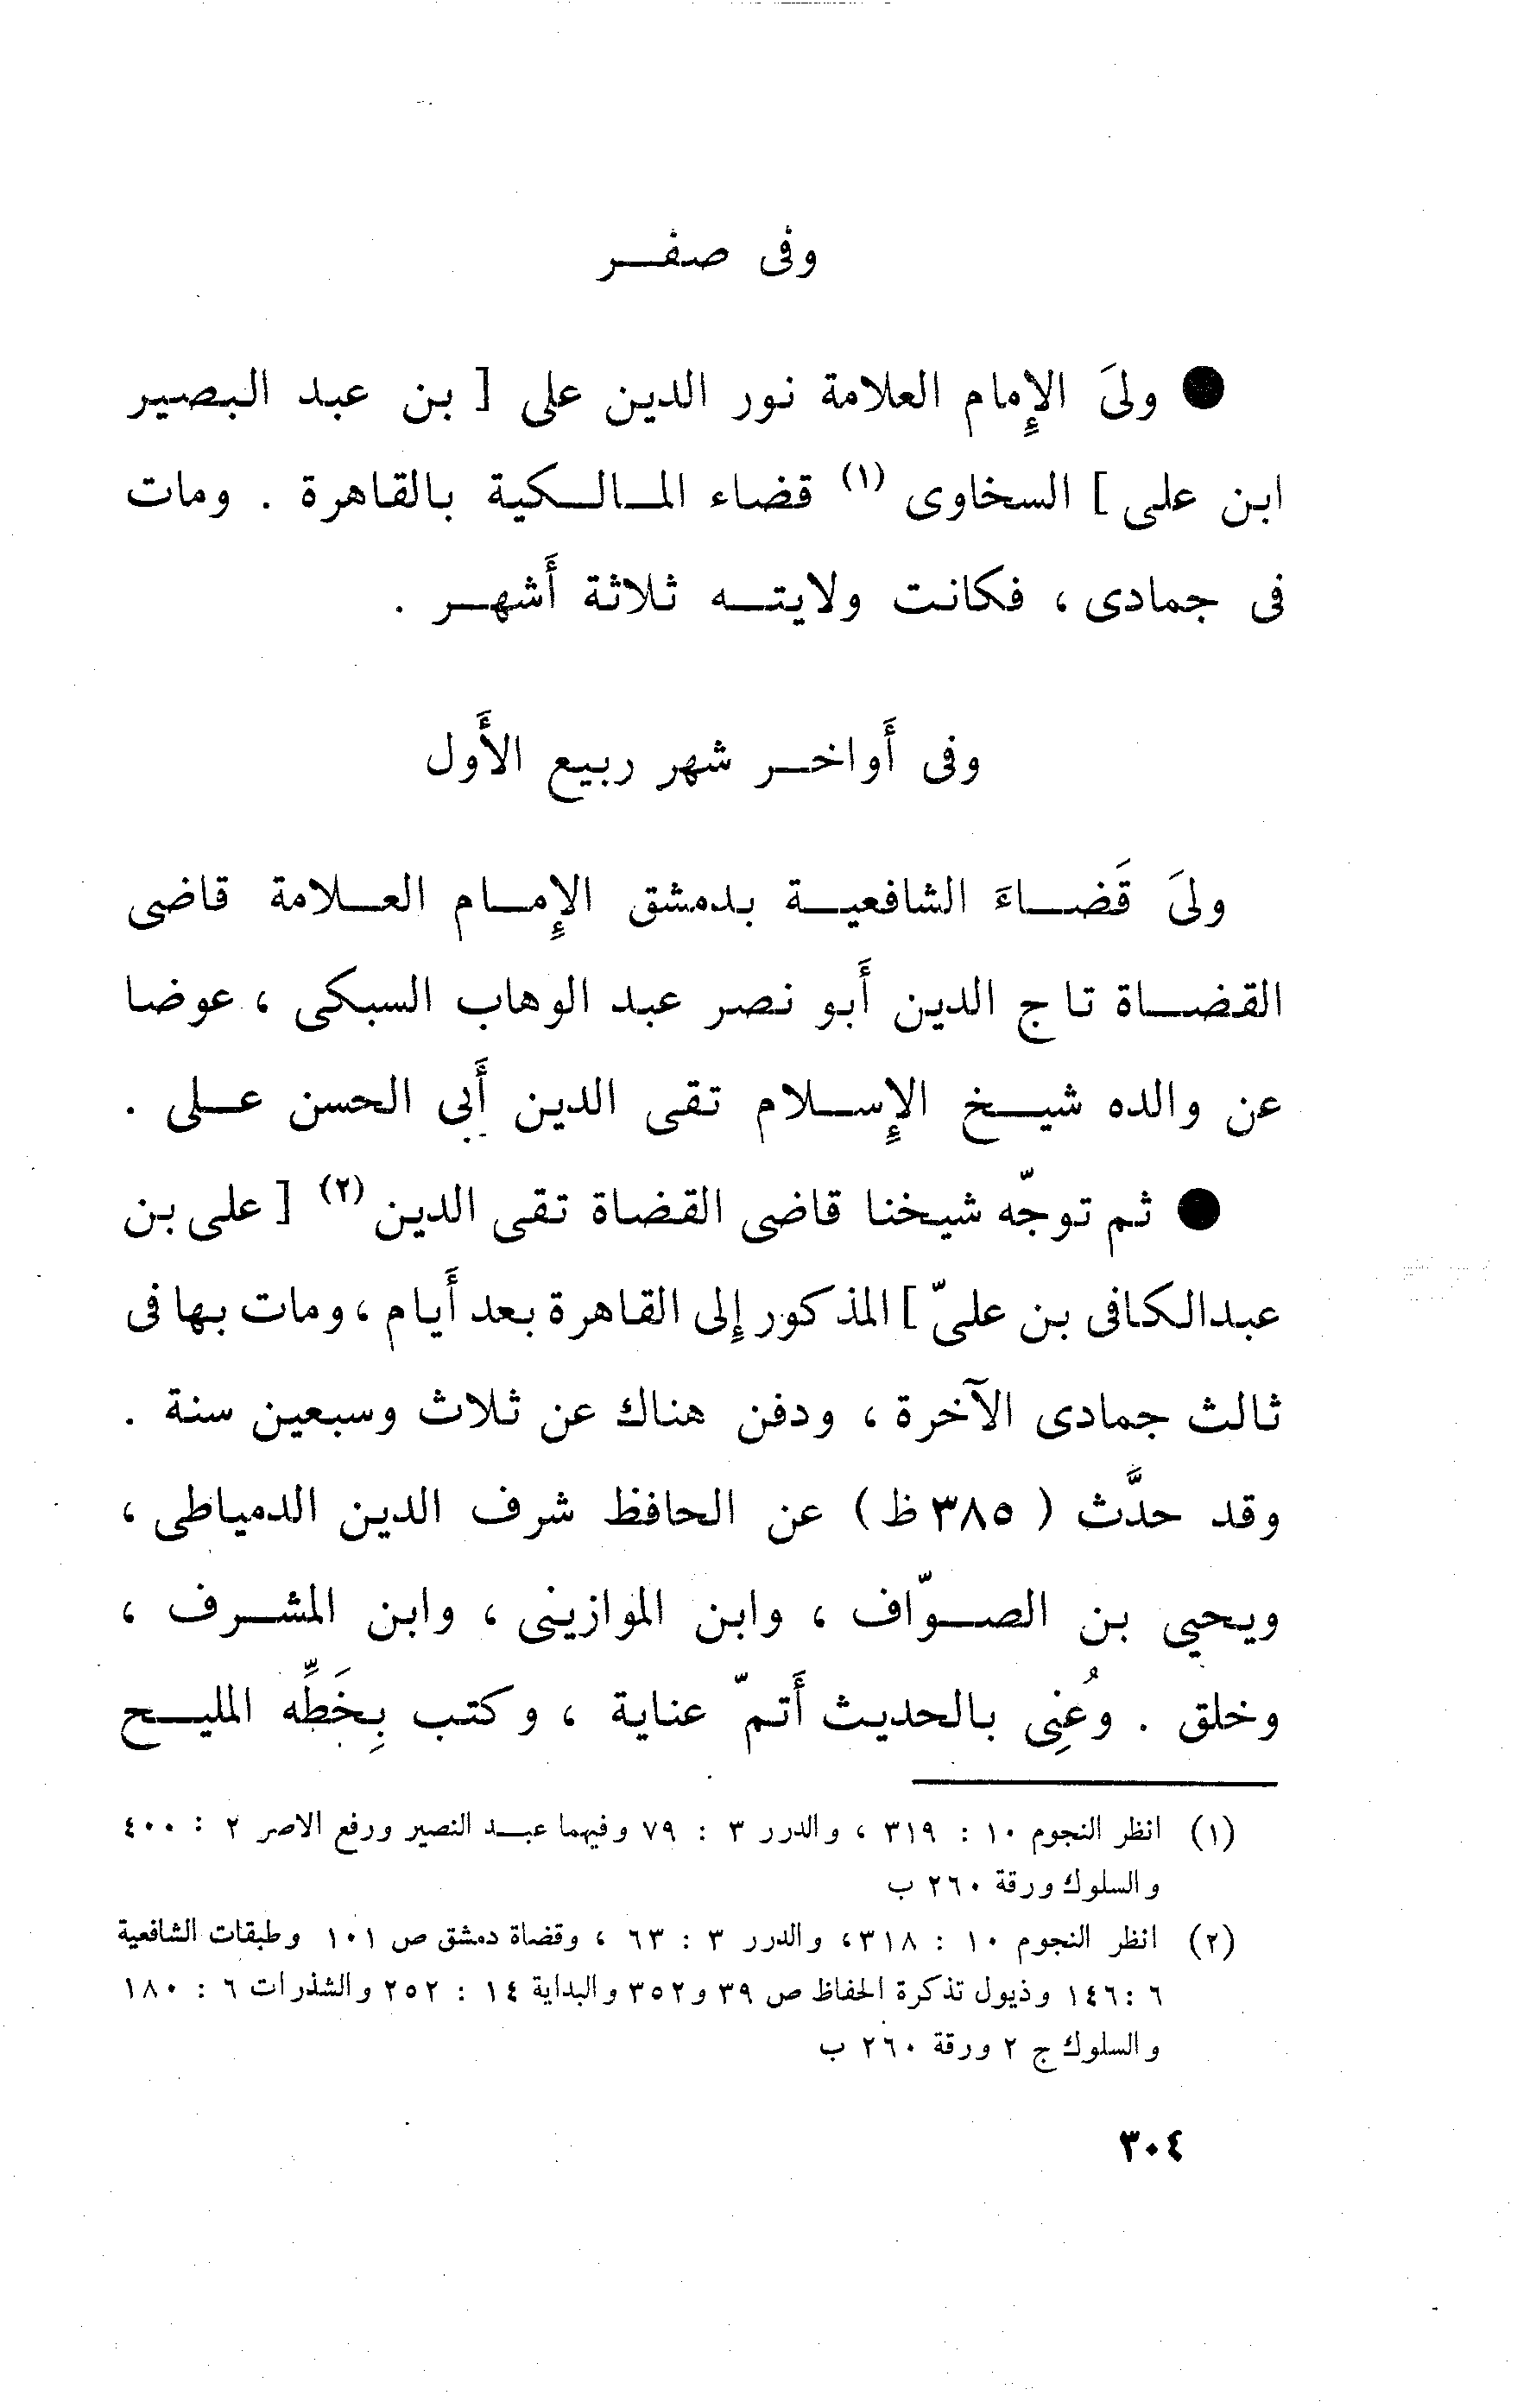 وفى صفر
● ولىَ الإِمام العلامة نور الدين على [ بن عبد البصير
ابن على ] السخاوى (١) قضاء المالكية بالقاهرة . ومات
فى جمادى ، فكانت ولايته ثلاثة أَشهر .
وفى أَواخر شهر ربيع الأَول
ولىَ قَضاءَ الشافعية بدمشق الإِمام العلامة قاضى
القضاة تاج الدين أَبو نصر عبد الوهاب السبكى ، عوضا
عن والده شيخ الإِسلام تقى الدين أَبي الحسن على .
● ثم توجّه شيخنا قاضى القضاة تقى الدين (٢) [ على بن
عبدالكافى بن علىّ ] المذكور إِلى القاهرة بعد أَيام ، ومات بها فى
ثالث جمادى الآخرة ، ودفن هناك عن ثلاث وسبعين سنة .
وقد حدَّث ( ٣٨٥ ظ ) عن الحافظ شرف الدين الدمياطى ،
ويحيي بن الصوّاف ، وابن الموازينى ، وابن المشرف ،
وخلق . وعُنِى بالحديث أَتمّ عناية ، وكتب بِخَطِّه المليح
(١) انظر النجوم ١٠ : ٣١٩ ، والدرر ٣ : ٧٩ وفيهما عبد النصير ورفع الاصر ٢ : ٤٠٠
والسلوك ورقة ٢٦٠ ب
(٢) انظر النجوم ١٠ : ٣١٨، والدرر ٣ : ٦٣ ، وقضاة دمشق ص ١٠١ وطبقات الشافعية
٦ :١٤٦ وذيول تذكرة الحفاظ ص ٣٩ و٣٥٢ والبداية ١٤ : ٢٥٢ والشذرات ٦ : ١٨٠
والسلوك ج ٢ ورقة ٢٦٠ ب
٣٠٤